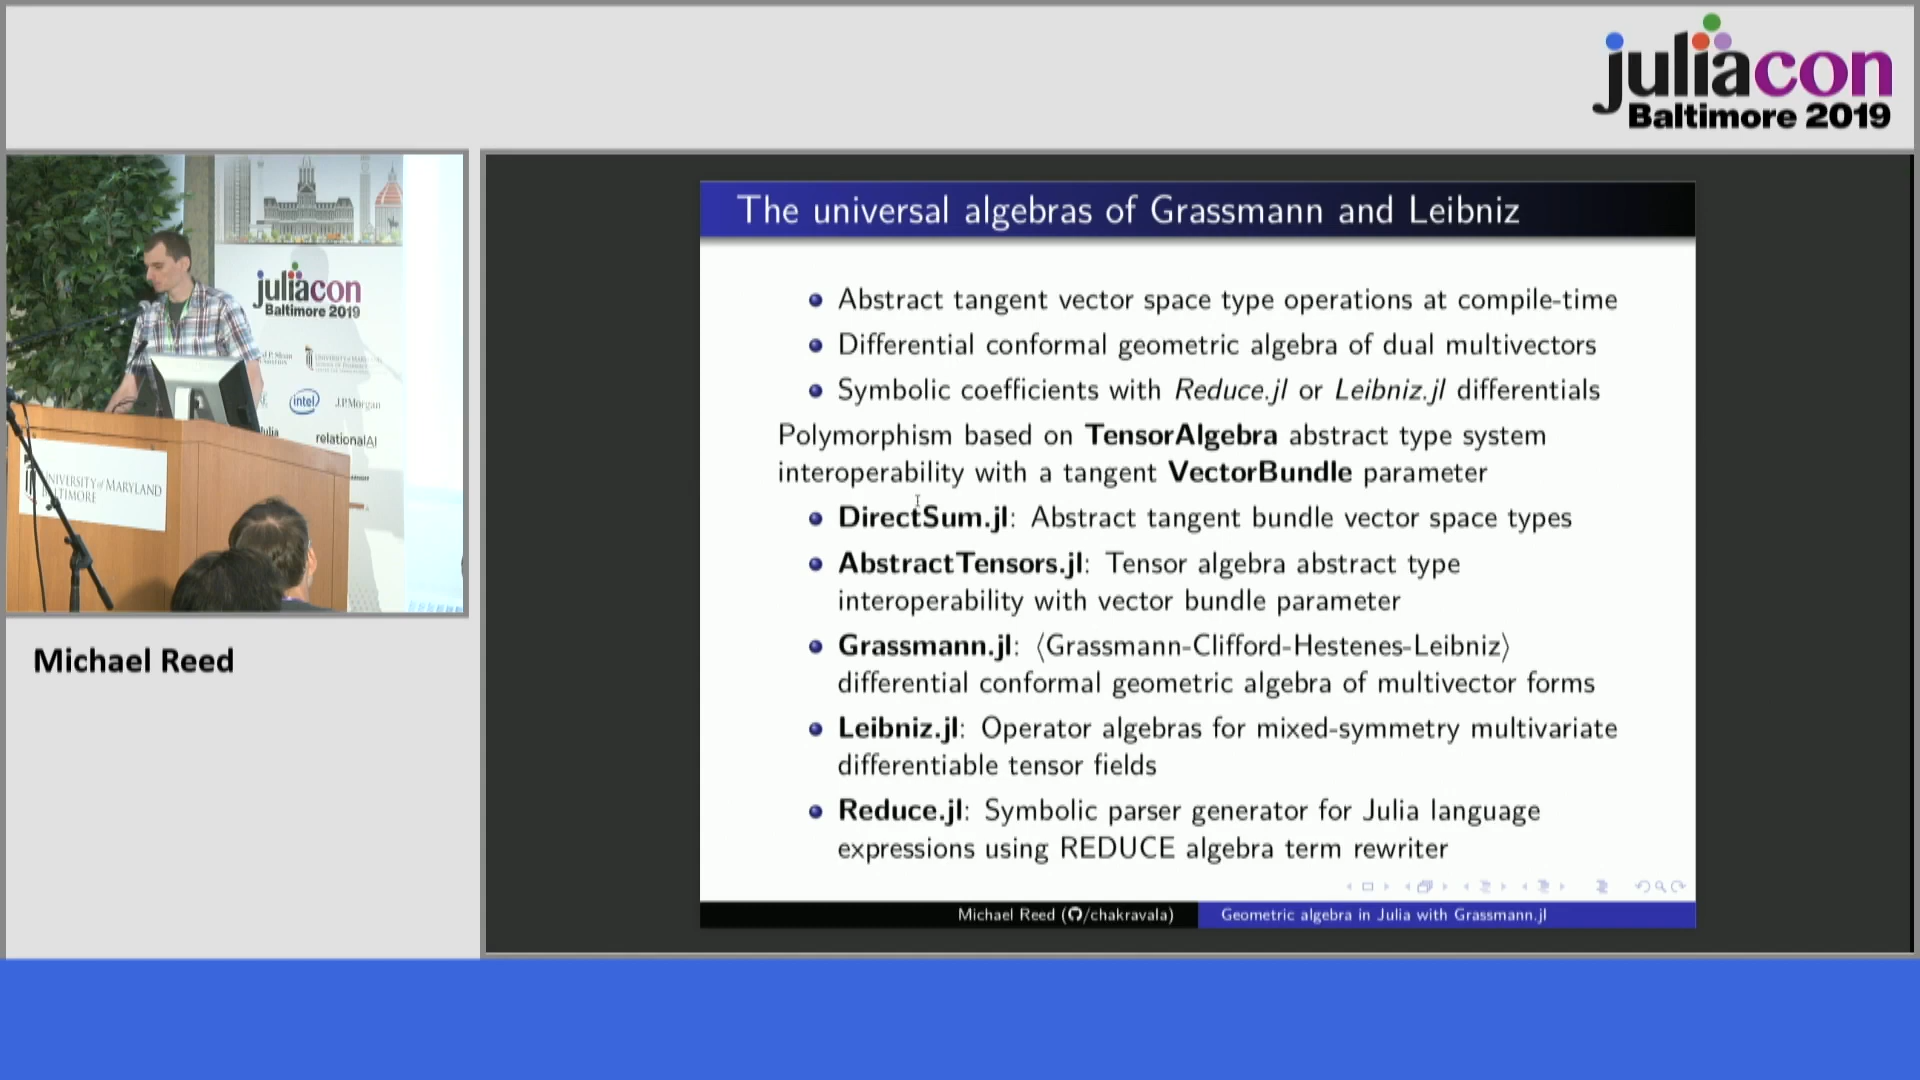 juliacon
Baltimore 2019
juliacon
Baltimore 2019
intel
J.P.Morgan
relationalAI
UNIVERSITY of MARYLAND
BALTIMORE
Michael Reed
The universal algebras of Grassmann and Leibniz
Abstract tangent vector space type operations at compile-time
Differential conformal geometric algebra of dual multivectors
Symbolic coefficients with Reduce.jl or Leibniz.jl differentials
Polymorphism based on TensorAlgebra abstract type system
interoperability with a tangent VectorBundle parameter
DirectSum.jl: Abstract tangent bundle vector space types
AbstractTensors.jl: Tensor algebra abstract type
interoperability with vector bundle parameter
Grassmann.jl: ⟨Grassmann-Clifford-Hestenes-Leibniz⟩
differential conformal geometric algebra of multivector forms
Leibniz.jl: Operator algebras for mixed-symmetry multivariate
differentiable tensor fields
Reduce.jl: Symbolic parser generator for Julia language
expressions using REDUCE algebra term rewriter
Michael Reed (/chakravala)
Geometric algebra in Julia with Grassmann.jl